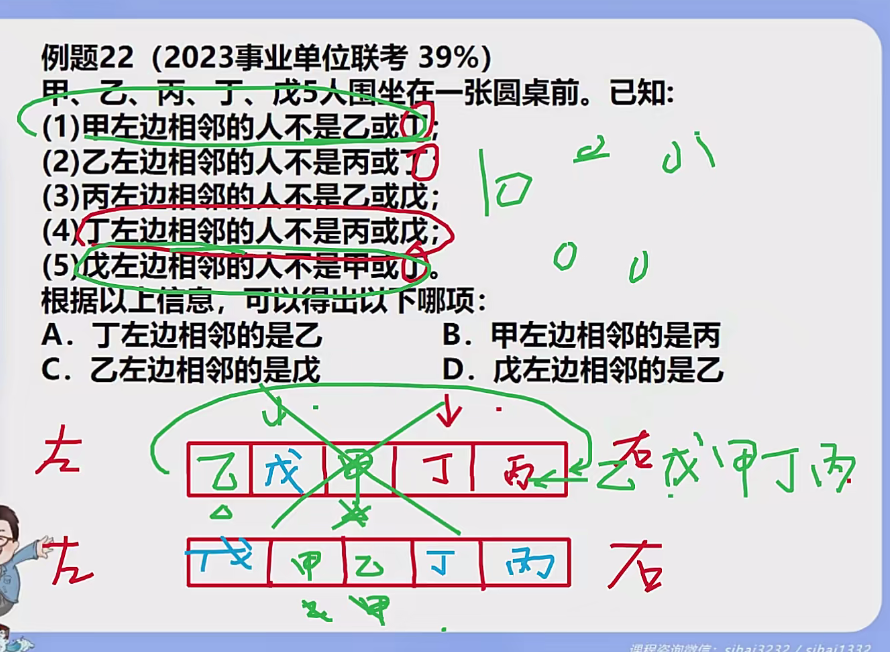 例题22（2023事业单位联考 39%）
甲、乙、丙、丁、戊5人围坐在一张圆桌前。已知:
(1)甲左边相邻的人不是乙或丁;
(2)乙左边相邻的人不是丙或丁;
(3)丙左边相邻的人不是乙或戊;
(4)丁左边相邻的人不是丙或戊;
(5)戊左边相邻的人不是甲或丁。
根据以上信息，可以得出以下哪项：
A．丁左边相邻的是乙 B．甲左边相邻的是丙
C．乙左边相邻的是戊 D．戊左边相邻的是乙
左 乙 戊 甲 丁 丙 右 乙 戊 甲 丁 丙
左 戊 甲 乙 丁 丙 右
乙 甲
课程咨询微信：sihai3232 / sihai1332